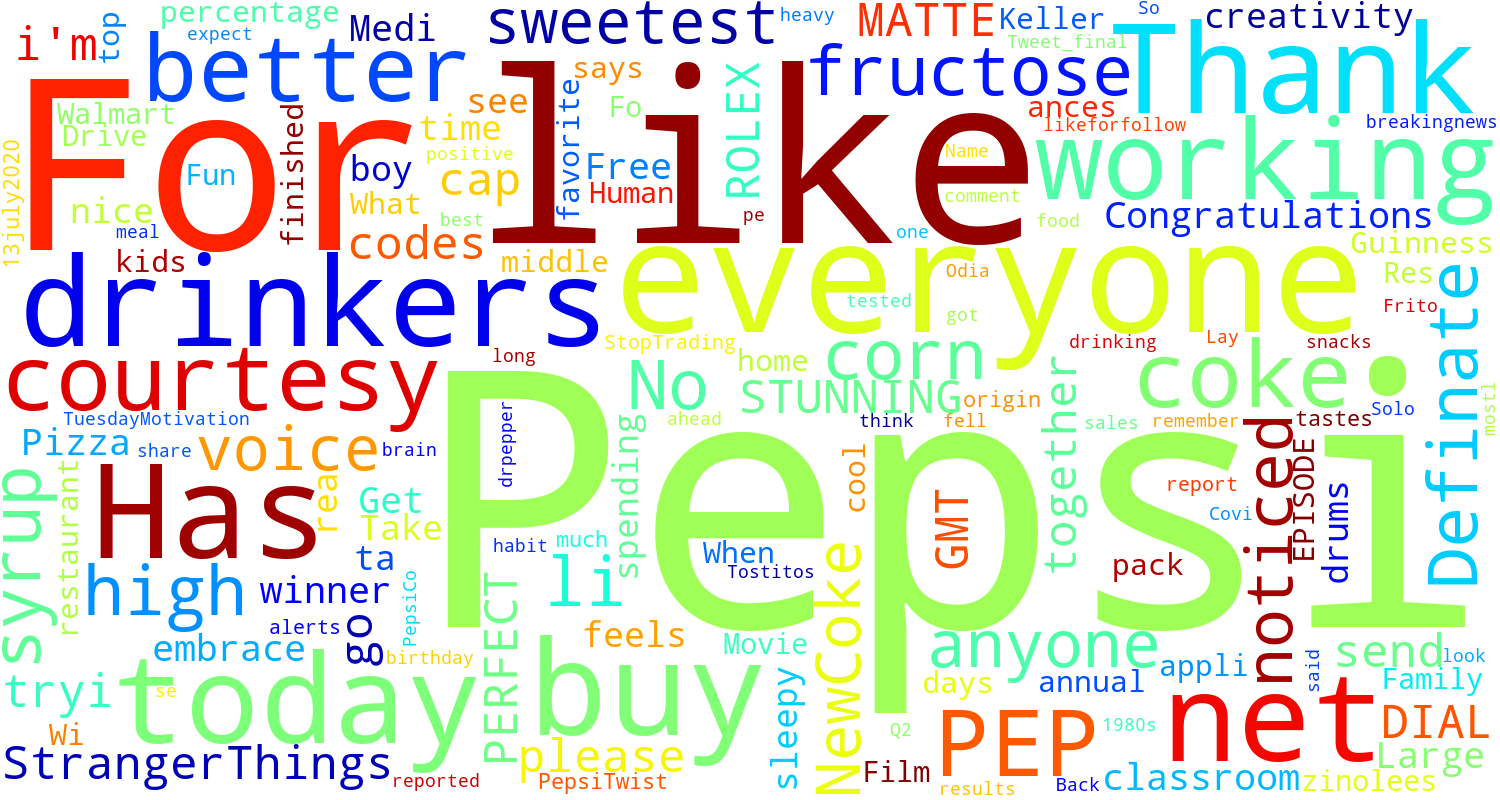 i'm
top
percentage
expect
Medi
sweetest
heavy
MATTE
Keller
So
creativity
better
says
Tweet_final
fructose
Thank
Walmart
Drive
finished
see
favorite
Fo
ROLEX
ances
likeforfollow
breakingnews
13july2020
For
Fun
boy
time
positive
cap
Free
Human
like
Name
comment
working
nice
meal
What
best
pe
one
food
Congratulations
kids
codes
middle
everyone
Odia
Guinness
Res
drinkers
tested
got
Frito
Definate
courtesy
long
StopTrading
home
corn
drinking
Lay
snacks
coke
No
STUNNING
origin
together
Solo
mostl
TuesdayMotivation
Pizza
share
voice
brain
drpepper
spending
ahead
think
fell
sales
remember
tastes
noticed
EPISODE
Pepsi
syrup
restaurant
Has
real
Get
Take
cool
GMT
report
Covi
drums
high
ta
habit
much
li
When
Tostitos
pack
winner
PepsiCo
alerts
go
NewCoke
embrace
birthday
PERFECT
feels
Movie
anyone
appli
said
send
look
tryi
se
today
buy
sleepy
days
annual
Family
Wi
Q2
PEP
1980s
net
DIAL
StrangerThings
reported
please
PepsiTwist
Film
results
Back
classroom
Large
zinolees